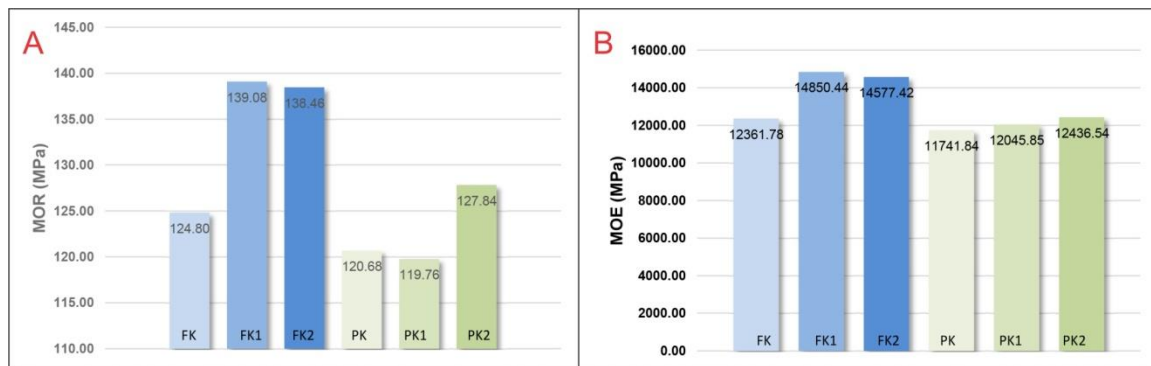 A
MOR (MPa)
145.00
140.00
135.00
130.00
125.00
120.00
115.00
110.00
124.80
139.08
138.46
120.68
119.76
127.84
FK
FK1
FK2
PK
PK1
PK2
B
MOE (MPa)
16000.00
14000.00
12000.00
10000.00
8000.00
6000.00
4000.00
2000.00
0.00
12361.78
14850.44
14577.42
11741.84
12045.85
12436.54
FK
FK1
FK2
PK
PK1
PK2